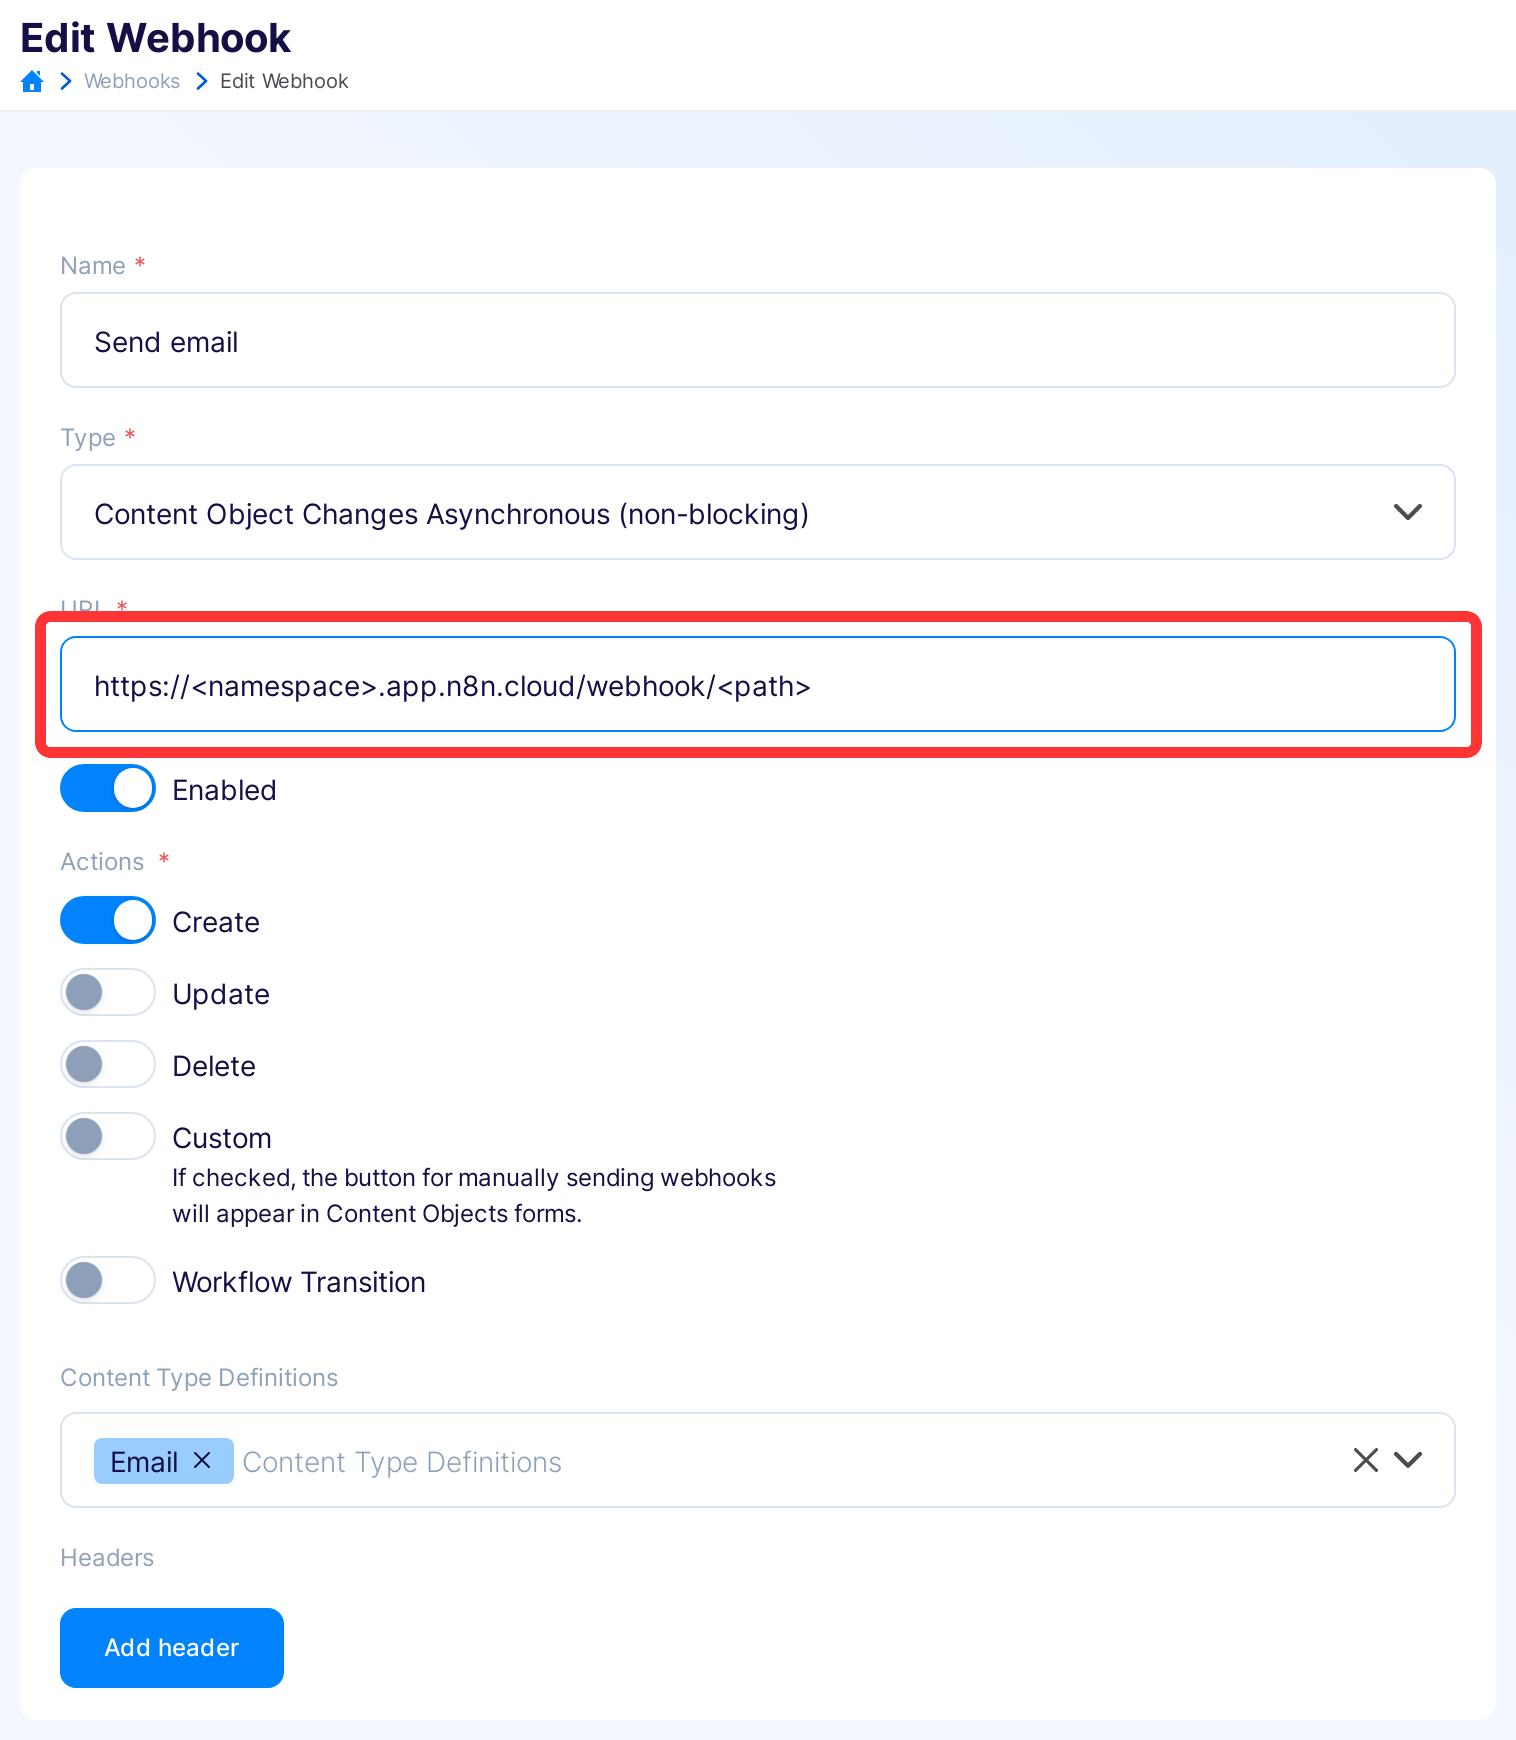 Edit Webhook
Webhooks Edit Webhook
Name *
Send email
Type *
Content Object Changes Asynchronous (non-blocking)
URL *
https://<namespace>.app.n8n.cloud/webhook/<path>
Enabled
Actions *
Create
Update
Delete
Custom
If checked, the button for manually sending webhooks
will appear in Content Objects forms.
Workflow Transition
Content Type Definitions
Email Content Type Definitions
Headers
Add header